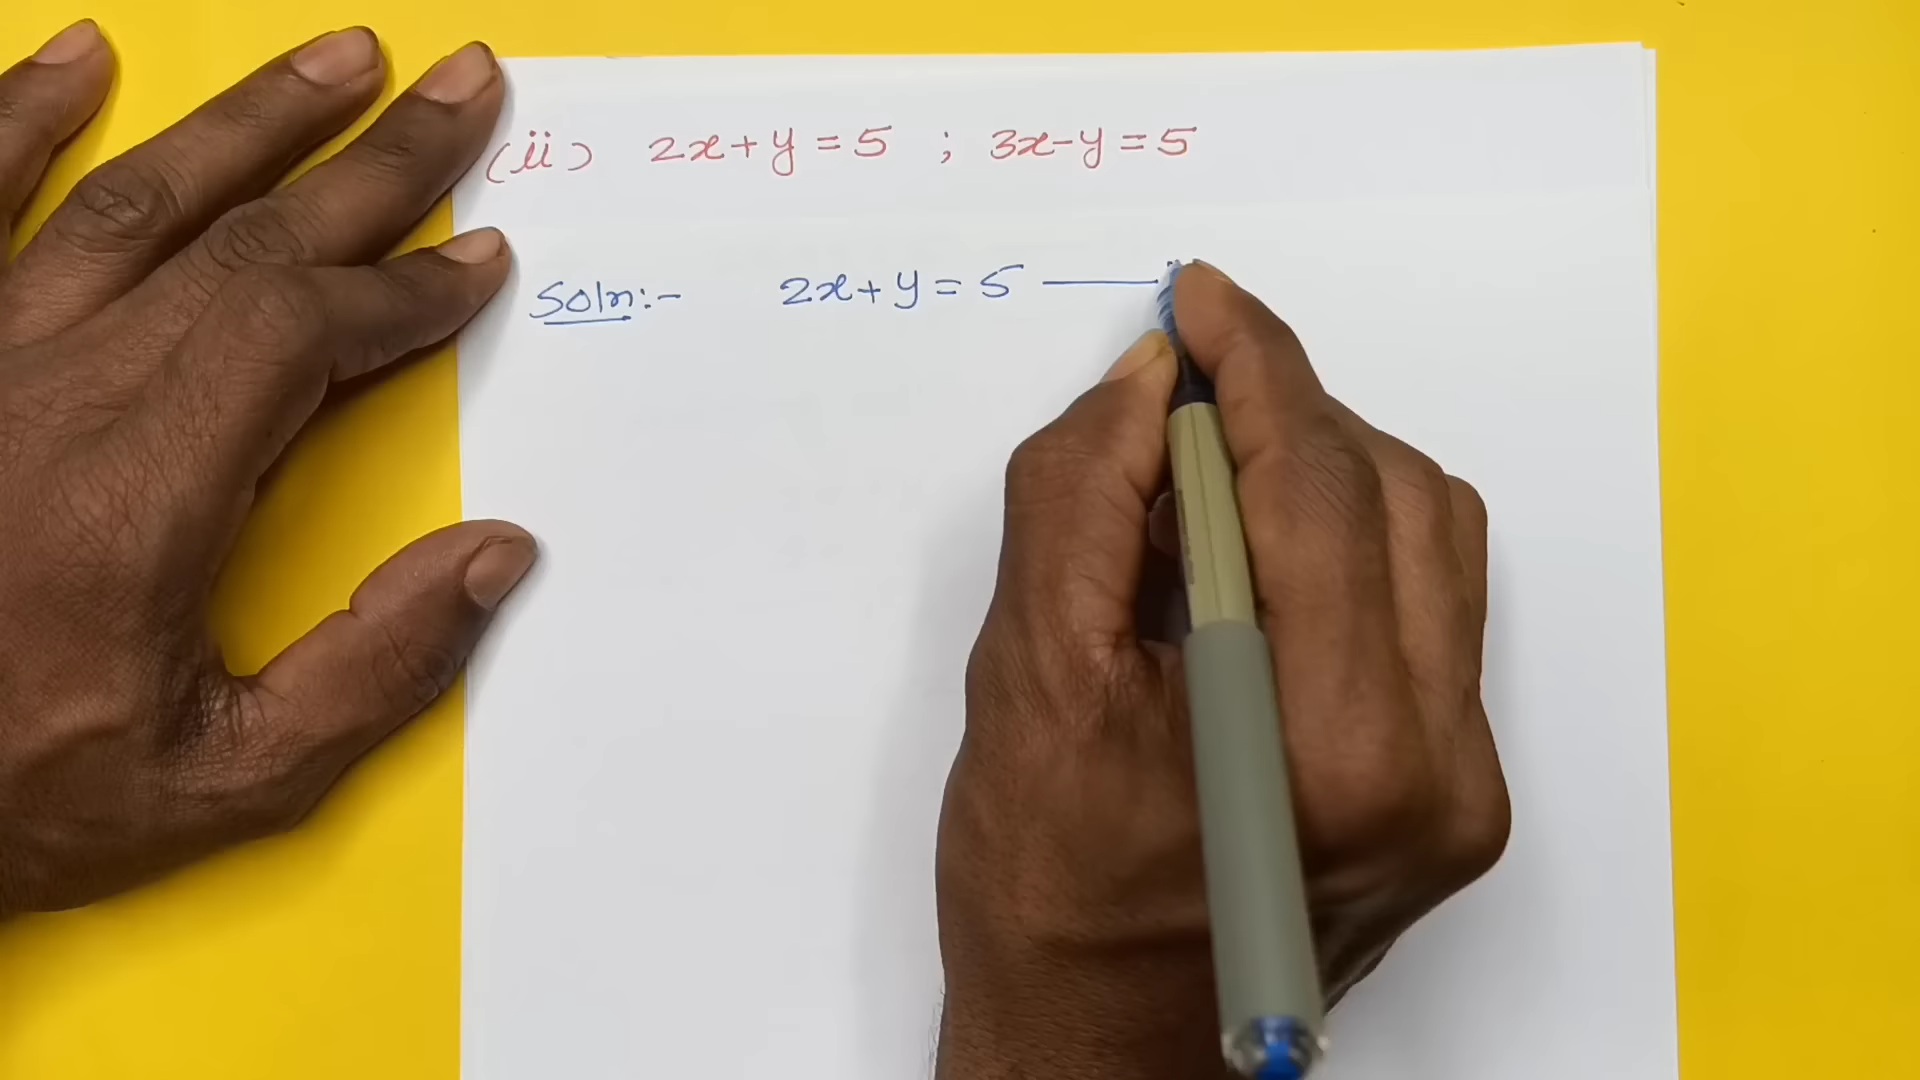 (ii) 2x+y=5 ; 3x-y=5
Soln:- 2x+y=5 ——